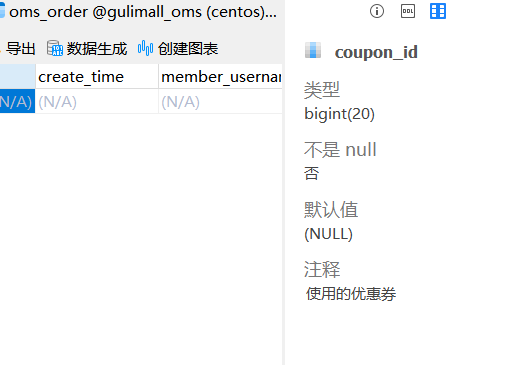 oms_order @gulimall_oms (centos)...
导出 数据生成 创建图表
create_time member_userna
N/A) (N/A) (N/A)
DDL
coupon_id
类型
bigint(20)
不是 null
否
默认值
(NULL)
注释
使用的优惠券